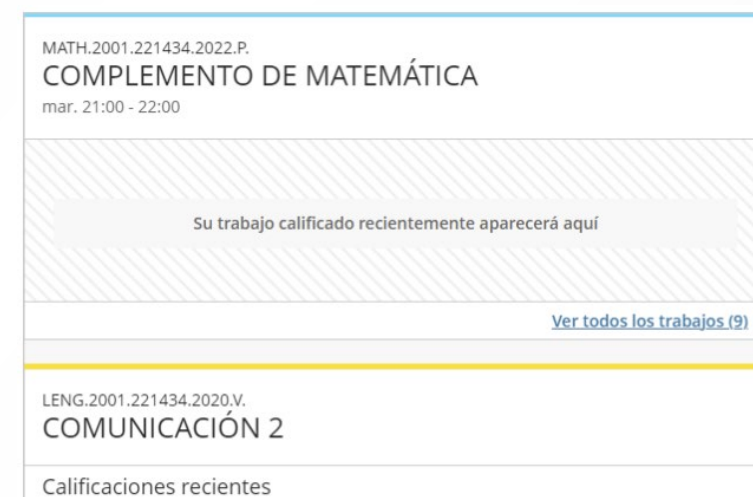 MATH.2001.221434.2022.P.
COMPLEMENTO DE MATEMÁTICA
mar. 21:00 - 22:00
Su trabajo calificado recientemente aparecerá aquí
Ver todos los trabajos (9)
LENG.2001.221434.2020.V.
COMUNICACIÓN 2
Calificaciones recientes